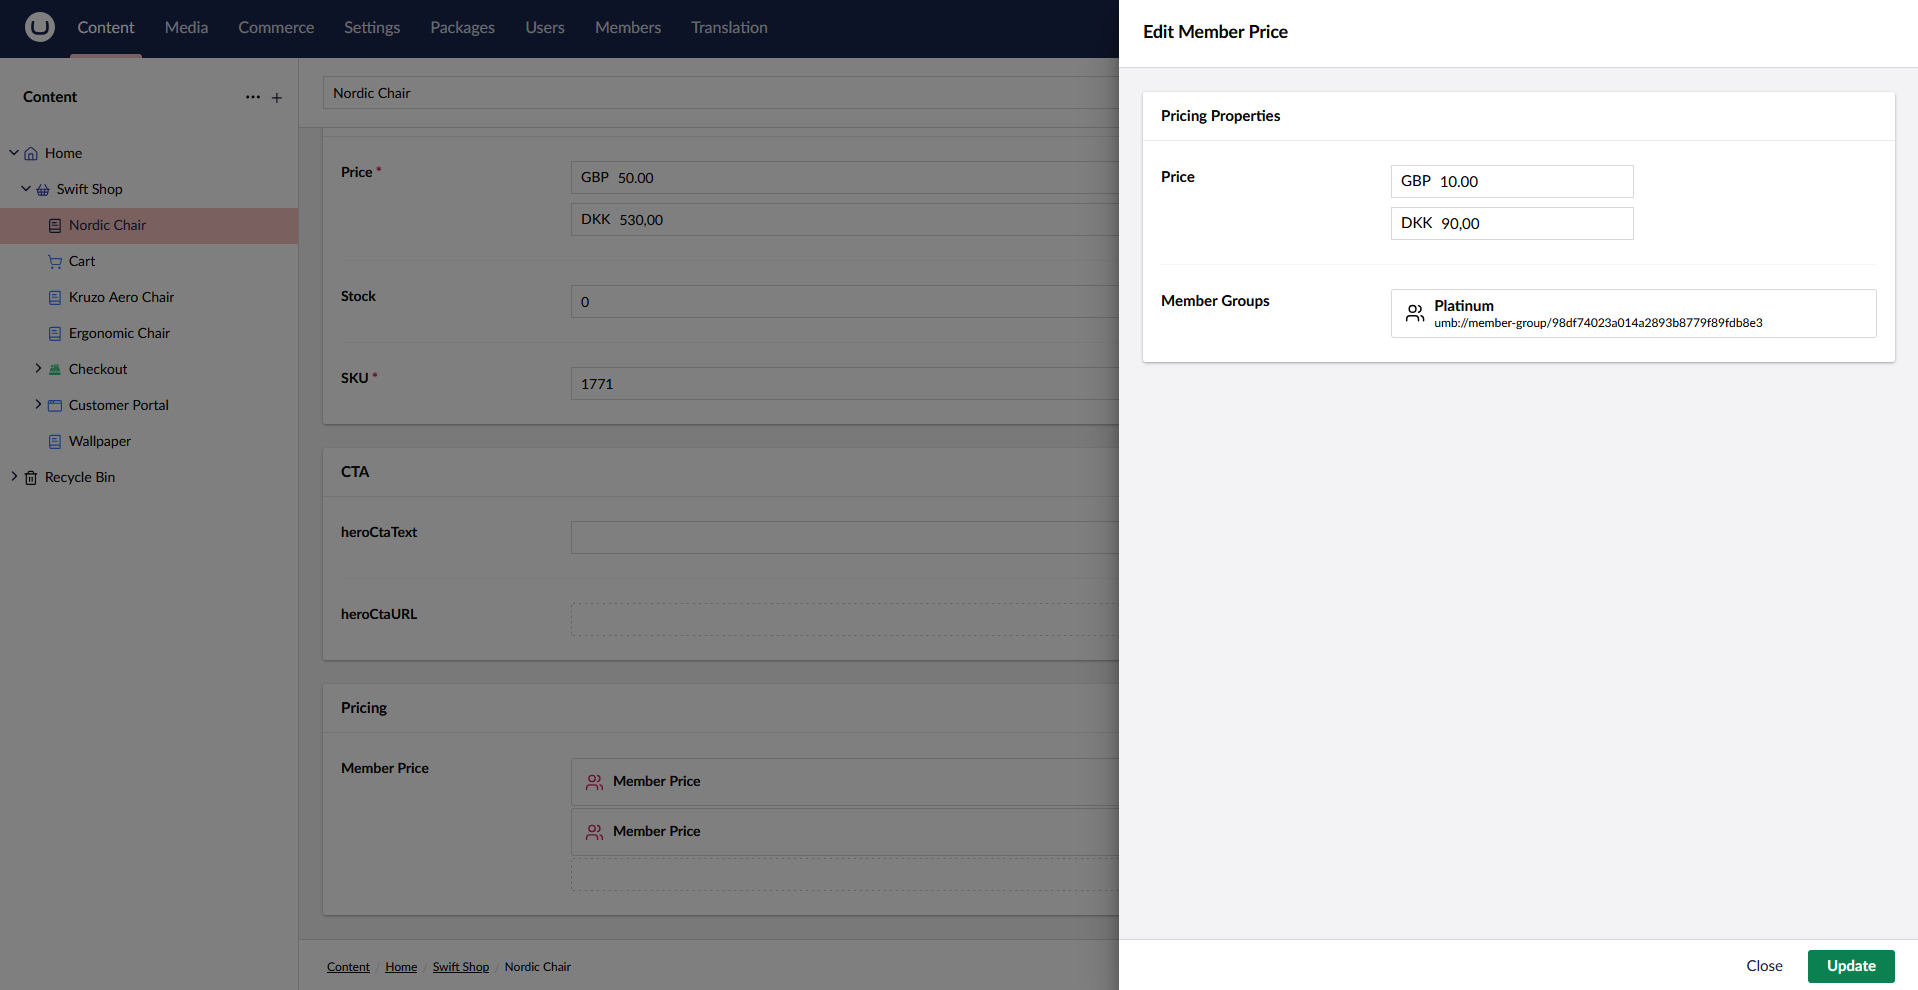 Content Media Commerce Settings Packages Users Members Translation
Content
Home
Swift Shop
Nordic Chair
Cart
Kruzo Aero Chair
Ergonomic Chair
Checkout
Customer Portal
Wallpaper
Recycle Bin
Nordic Chair
Price *
GBP 50.00
DKK 530,00
Stock
0
SKU *
1771
CTA
heroCtaText
heroCtaURL
Pricing
Member Price
Member Price
Member Price
Content / Home / Swift Shop / Nordic Chair
Edit Member Price
Pricing Properties
Price
GBP 10.00
DKK 90,00
Member Groups
Platinum
umb://member-group/98df74023a014a2893b8779f89fdb8e3
Close
Update